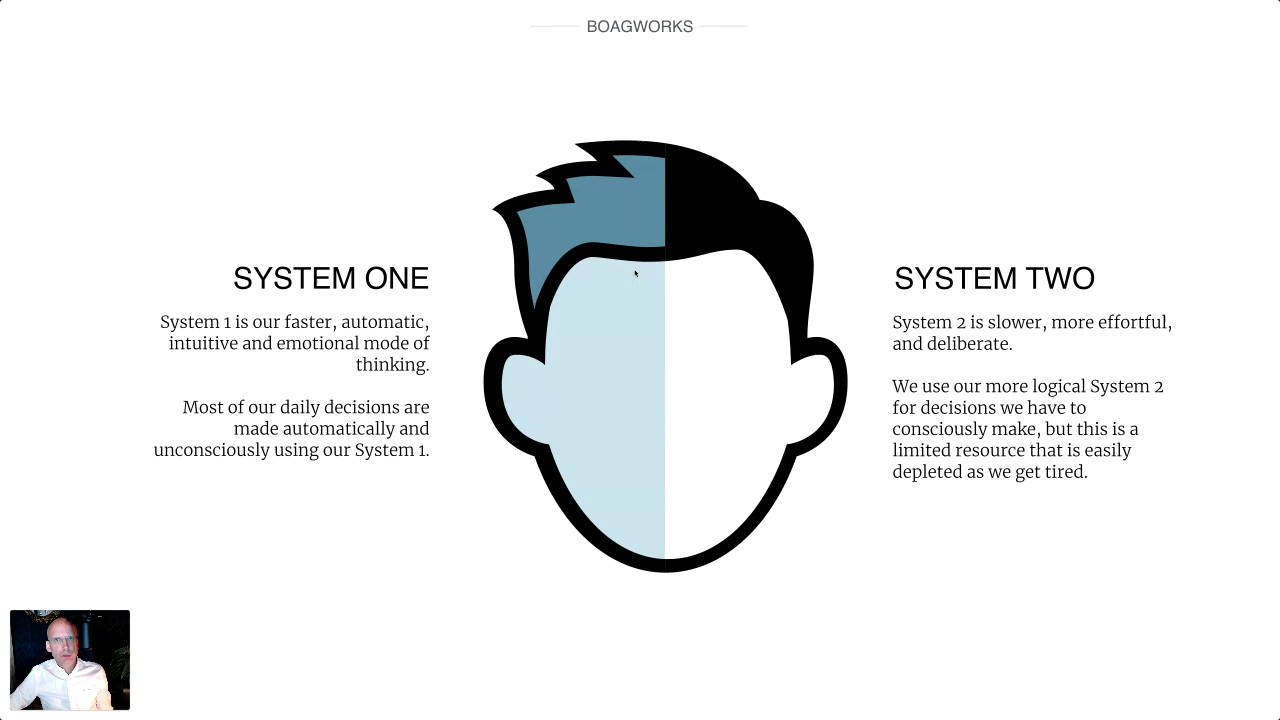 BOAGWORKS
SYSTEM ONE
System 1 is our faster, automatic,
intuitive and emotional mode of
thinking.
Most of our daily decisions are
made automatically and
unconsciously using our System 1.
SYSTEM TWO
System 2 is slower, more effortful,
and deliberate.
We use our more logical System 2
for decisions we have to
consciously make, but this is a
limited resource that is easily
depleted as we get tired.